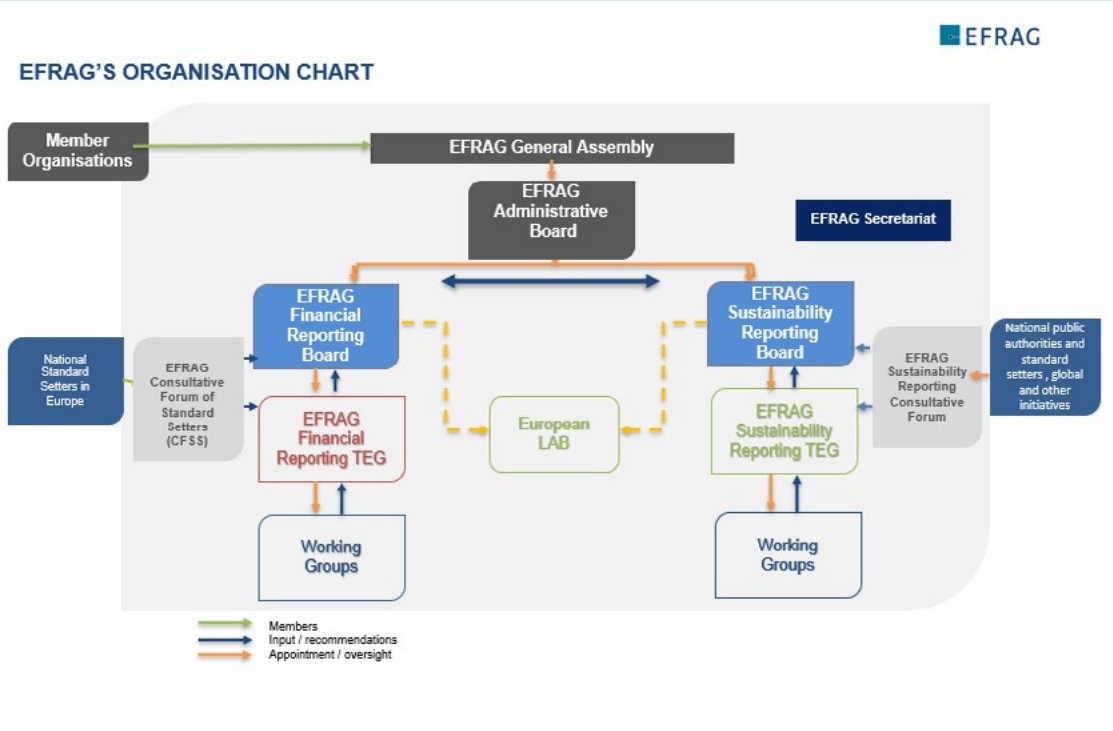 EFRAG
EFRAG'S ORGANISATION CHART
Member
Organisations
EFRAG General Assembly
EFRAG
Administrative
Board
EFRAG Secretariat
EFRAG
Financial
Reporting
Board
EFRAG
Sustainability
Reporting
Board
National
Standard
Setters in
Europe
EFRAG
Consultative
Forum of
Standard
Setters
(CFSS)
EFRAG
Sustainability
Reporting
Consultative
Forum
National public
authorities and
standard
setters , global
and other
initiatives
EFRAG
Financial
Reporting TEG
European
LAB
EFRAG
Sustainability
Reporting TEG
Working
Groups
Working
Groups
Members
Input / recommendations
Appointment / oversight